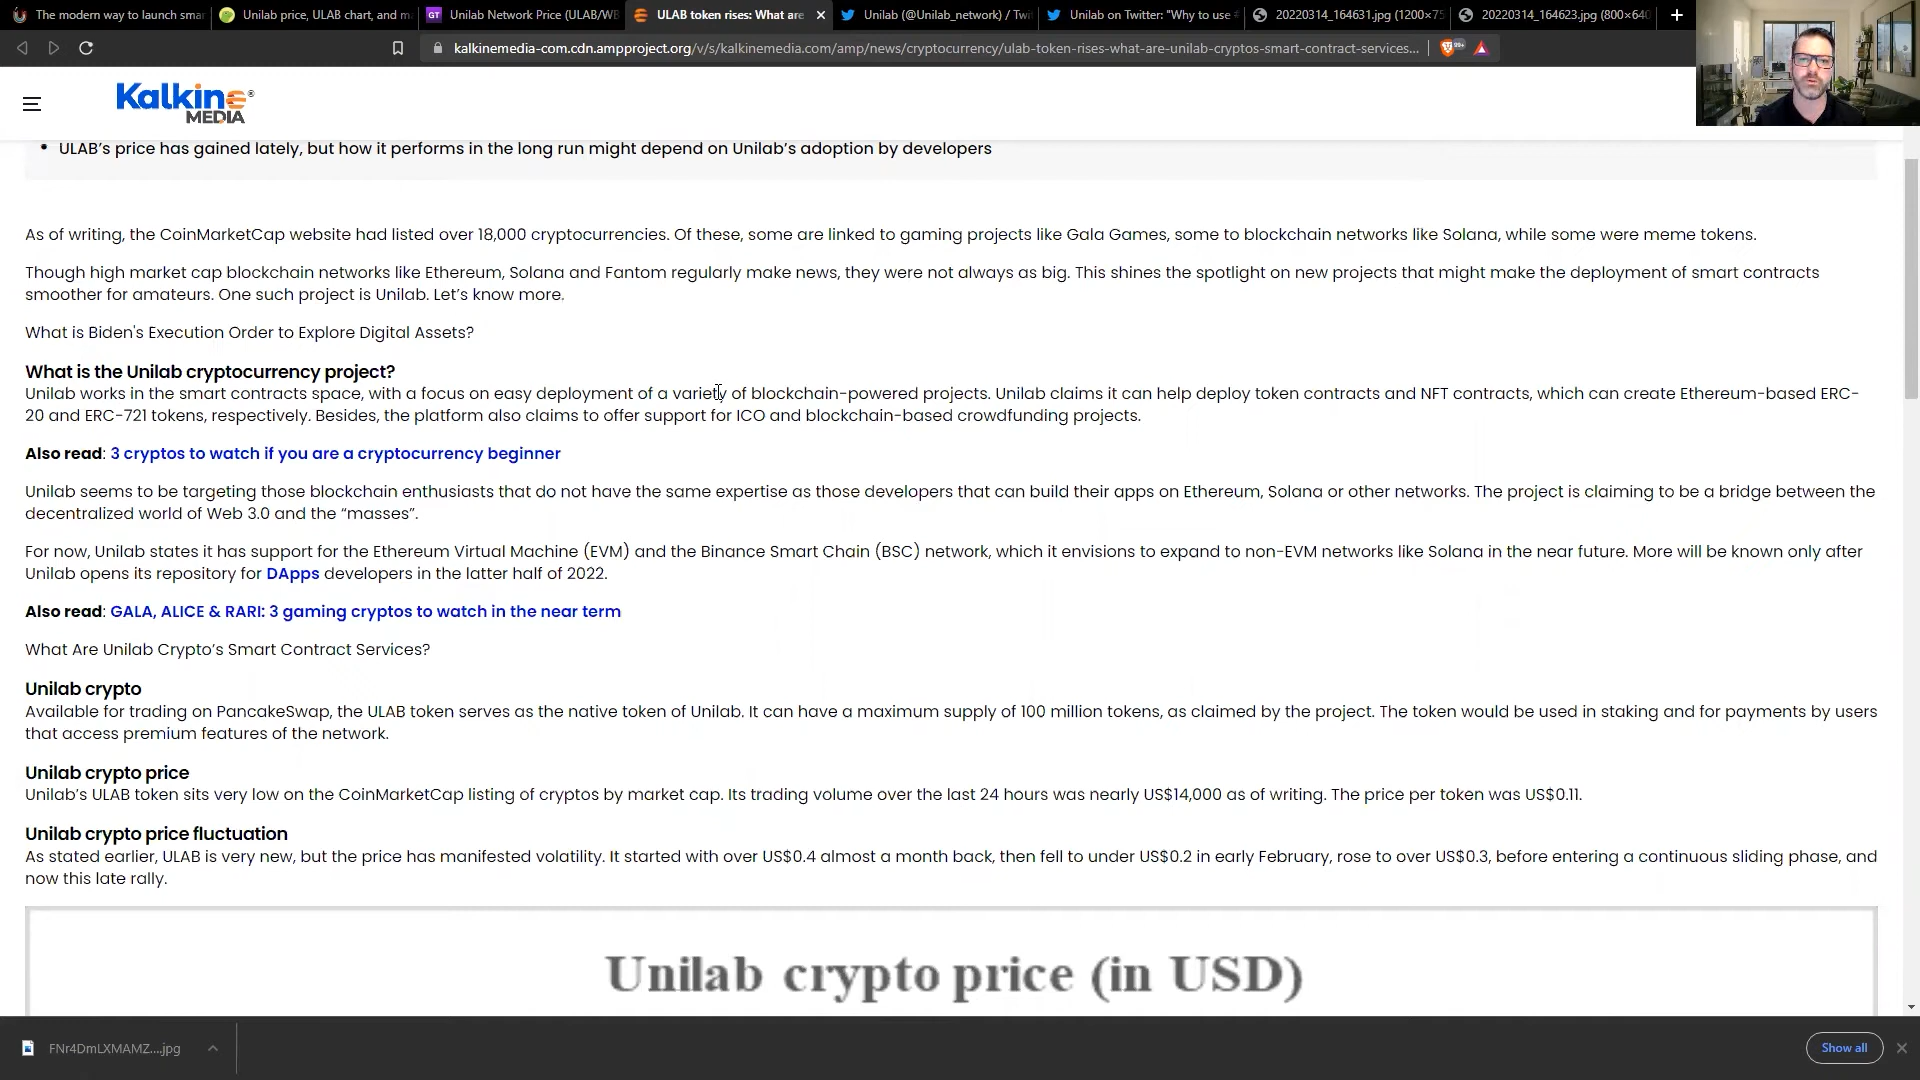 The modern way to launch smar
Unilab price, ULAB chart, and m
GT Unilab Network Price (ULAB/WB
ULAB token rises: What are
Unilab (@Unilab_network) / Twi
Unilab on Twitter: "Why to use #
20220314_164631.jpg (1200×75
20220314_164623.jpg (800×640
kalkinemedia-com.cdn.ampproject.org/v/s/kalkinemedia.com/amp/news/cryptocurrency/ulab-token-rises-what-are-unilab-cryptos-smart-contract-services...
99+
Kalkine®
MEDIA
• ULAB’s price has gained lately, but how it performs in the long run might depend on Unilab’s adoption by developers
As of writing, the CoinMarketCap website had listed over 18,000 cryptocurrencies. Of these, some are linked to gaming projects like Gala Games, some to blockchain networks like Solana, while some were meme tokens.
Though high market cap blockchain networks like Ethereum, Solana and Fantom regularly make news, they were not always as big. This shines the spotlight on new projects that might make the deployment of smart contracts
smoother for amateurs. One such project is Unilab. Let’s know more.
What is Biden's Execution Order to Explore Digital Assets?
What is the Unilab cryptocurrency project?
Unilab works in the smart contracts space, with a focus on easy deployment of a variety of blockchain-powered projects. Unilab claims it can help deploy token contracts and NFT contracts, which can create Ethereum-based ERC-
20 and ERC-721 tokens, respectively. Besides, the platform also claims to offer support for ICO and blockchain-based crowdfunding projects.
Also read: 3 cryptos to watch if you are a cryptocurrency beginner
Unilab seems to be targeting those blockchain enthusiasts that do not have the same expertise as those developers that can build their apps on Ethereum, Solana or other networks. The project is claiming to be a bridge between the
decentralized world of Web 3.0 and the “masses”.
For now, Unilab states it has support for the Ethereum Virtual Machine (EVM) and the Binance Smart Chain (BSC) network, which it envisions to expand to non-EVM networks like Solana in the near future. More will be known only after
Unilab opens its repository for DApps developers in the latter half of 2022.
Also read: GALA, ALICE & RARI: 3 gaming cryptos to watch in the near term
What Are Unilab Crypto’s Smart Contract Services?
Unilab crypto
Available for trading on PancakeSwap, the ULAB token serves as the native token of Unilab. It can have a maximum supply of 100 million tokens, as claimed by the project. The token would be used in staking and for payments by users
that access premium features of the network.
Unilab crypto price
Unilab’s ULAB token sits very low on the CoinMarketCap listing of cryptos by market cap. Its trading volume over the last 24 hours was nearly US$14,000 as of writing. The price per token was US$0.11.
Unilab crypto price fluctuation
As stated earlier, ULAB is very new, but the price has manifested volatility. It started with over US$0.4 almost a month back, then fell to under US$0.2 in early February, rose to over US$0.3, before entering a continuous sliding phase, and
now this late rally.
Unilab crypto price (in USD)
FNr4DmLXMAMZ....jpg
Show all